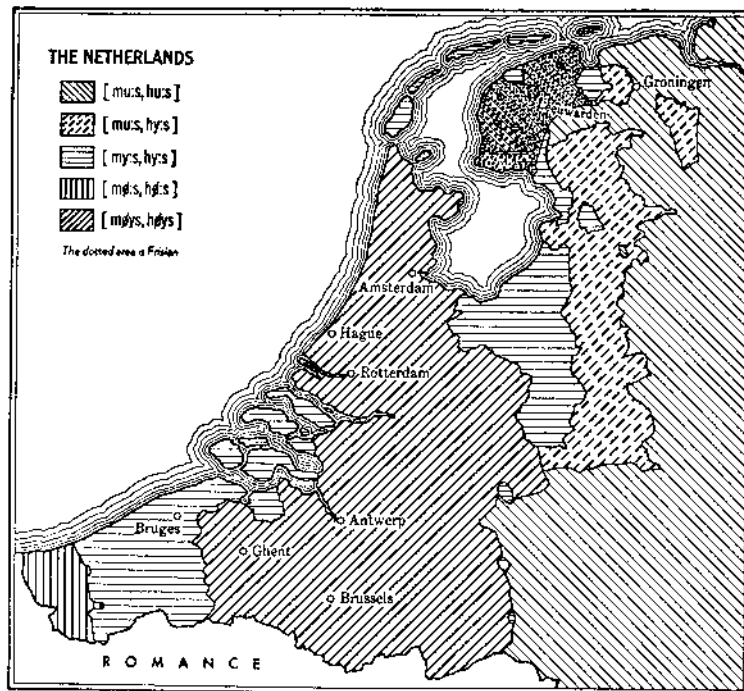 THE NETHERLANDS
[mu:s, hu:s]
[mu:s, hy:s]
[my:s, hy:s]
[mø:s, hø:s]
[møys, høys]
The dotted area is Frisian
Groningen
Leeuwarden
Amsterdam
Hague
Rotterdam
Bruges
Antwerp
Ghent
Brussels
ROMANCE